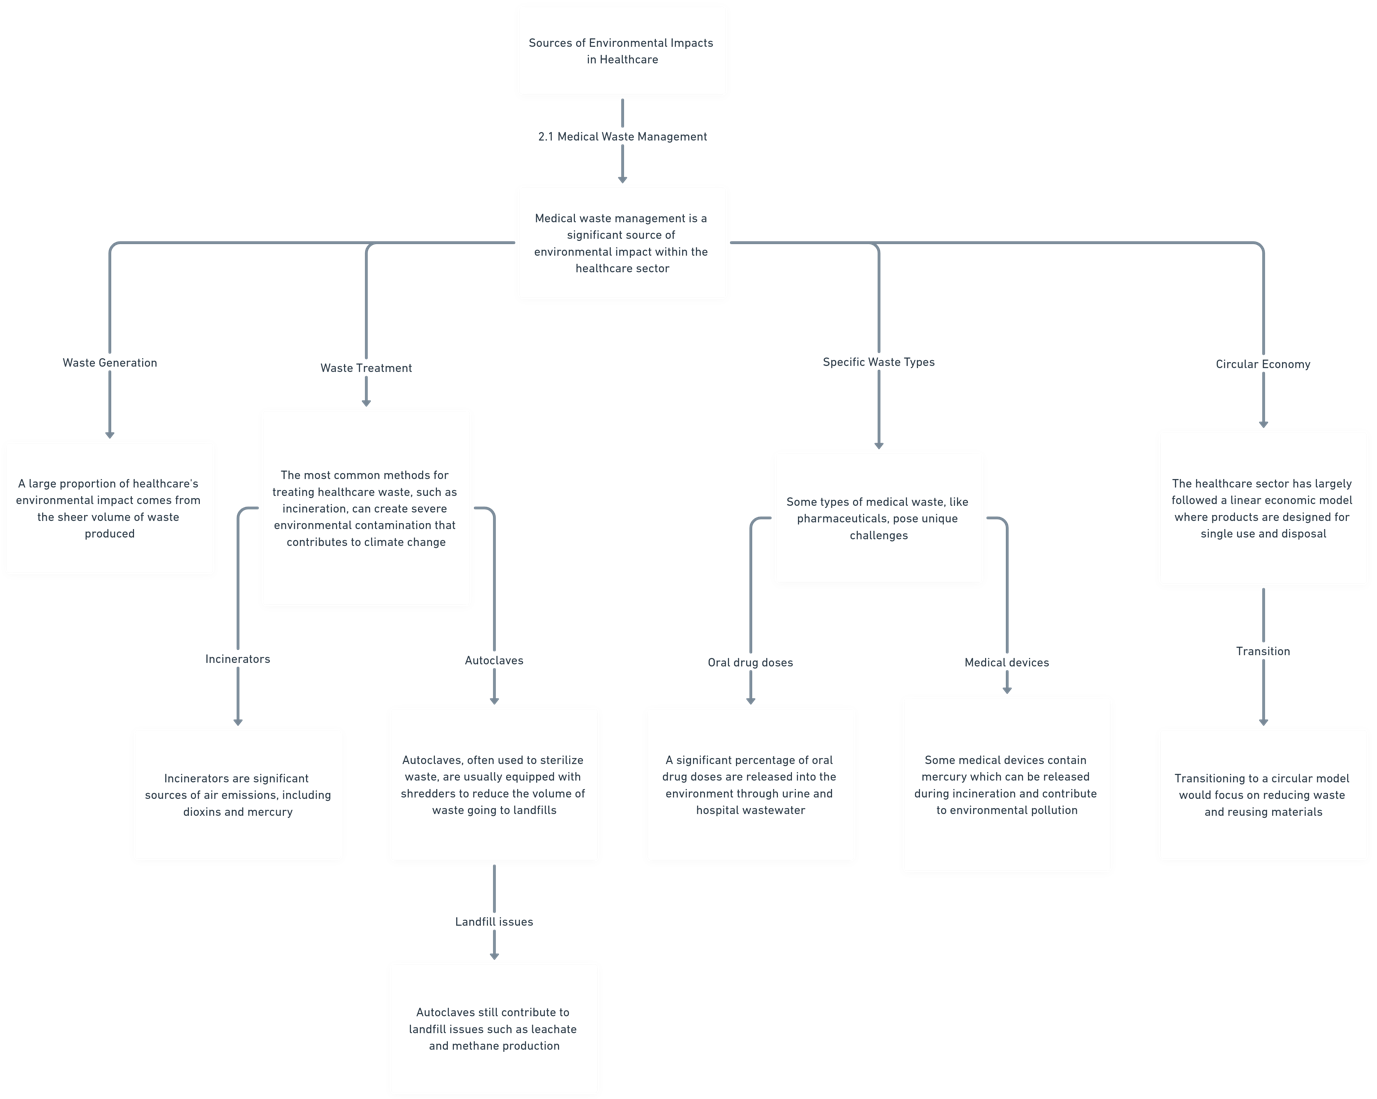 Sources of Environmental Impacts
in Healthcare
2.1 Medical Waste Management
Medical waste management is a
significant source of
environmental impact within the
healthcare sector
Waste Generation
Waste Treatment
Specific Waste Types
Circular Economy
A large proportion of healthcare's
environmental impact comes from
the sheer volume of waste
produced
The most common methods for
treating healthcare waste, such as
incineration, can create severe
environmental contamination that
contributes to climate change
Some types of medical waste, like
pharmaceuticals, pose unique
challenges
The healthcare sector has largely
followed a linear economic model
where products are designed for
single use and disposal
Incinerators
Autoclaves
Oral drug doses
Medical devices
Transition
Incinerators are significant
sources of air emissions, including
dioxins and mercury
Autoclaves, often used to sterilize
waste, are usually equipped with
shredders to reduce the volume of
waste going to landfills
A significant percentage of oral
drug doses are released into the
environment through urine and
hospital wastewater
Some medical devices contain
mercury which can be released
during incineration and contribute
to environmental pollution
Transitioning to a circular model
would focus on reducing waste
and reusing materials
Landfill issues
Autoclaves still contribute to
landfill issues such as leachate
and methane production